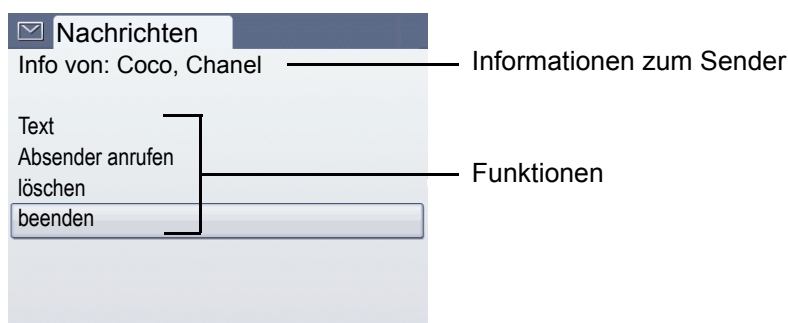 Nachrichten
Info von: Coco, Chanel
Informationen zum Sender
Text
Absender anrufen
löschen
beenden
Funktionen